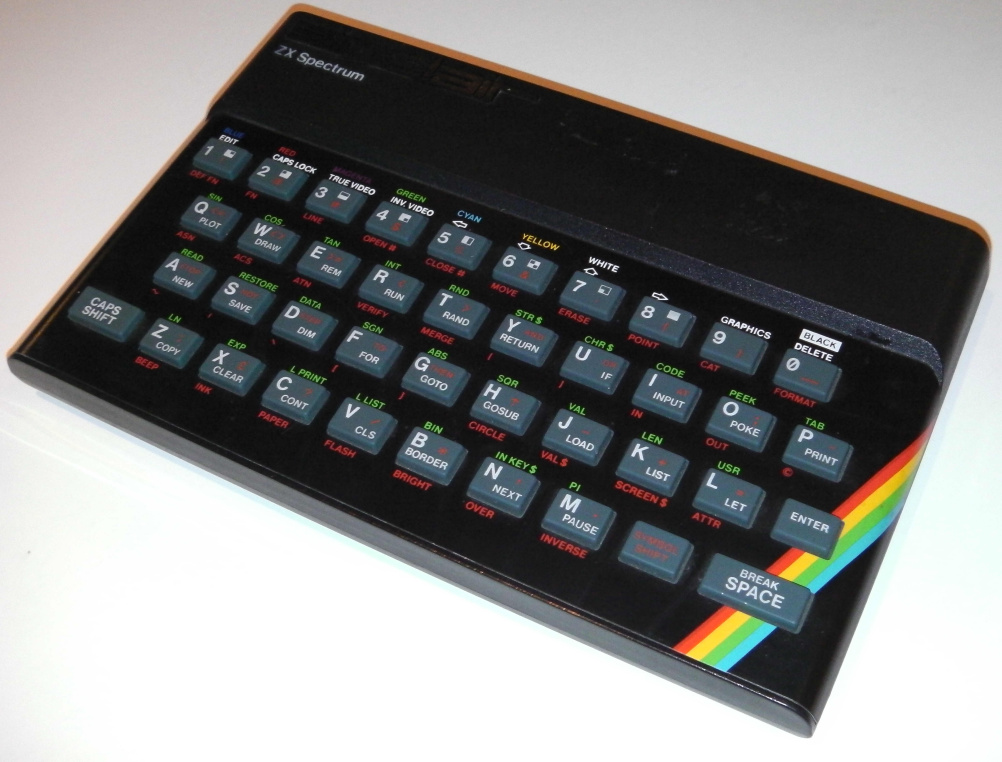 ZX Spectrum
sinclair
BLUE RED MAGENTA GREEN CYAN YELLOW WHITE BLACK
EDIT CAPS LOCK TRUE VIDEO INV. VIDEO GRAPHICS DELETE
1 2 3 4 5 6 7 8 9 0
DEF FN FN LINE OPEN # CLOSE # MOVE ERASE POINT CAT FORMAT
SIN COS TAN INT RND STR $ CHR $ CODE PEEK TAB
Q W E R T Y U I O P
PLOT DRAW REM RUN RAND RETURN IF INPUT POKE PRINT
ASN ACS ATN VERIFY MERGE [ ] IN OUT ©
READ RESTORE DATA SGN ABS SQR VAL LEN USR
A S D F G H J K L ENTER
NEW SAVE DIM FOR GOTO GOSUB LOAD LIST LET
~ | \ { } CIRCLE VAL $ SCREEN $ ATTR
LN EXP L PRINT L LIST BIN IN KEY $ PI
CAPS SHIFT Z X C V B N M SYMBOL SHIFT BREAK SPACE
COPY CLEAR CONT CLS BORDER NEXT PAUSE
BEEP INK PAPER FLASH BRIGHT OVER INVERSE